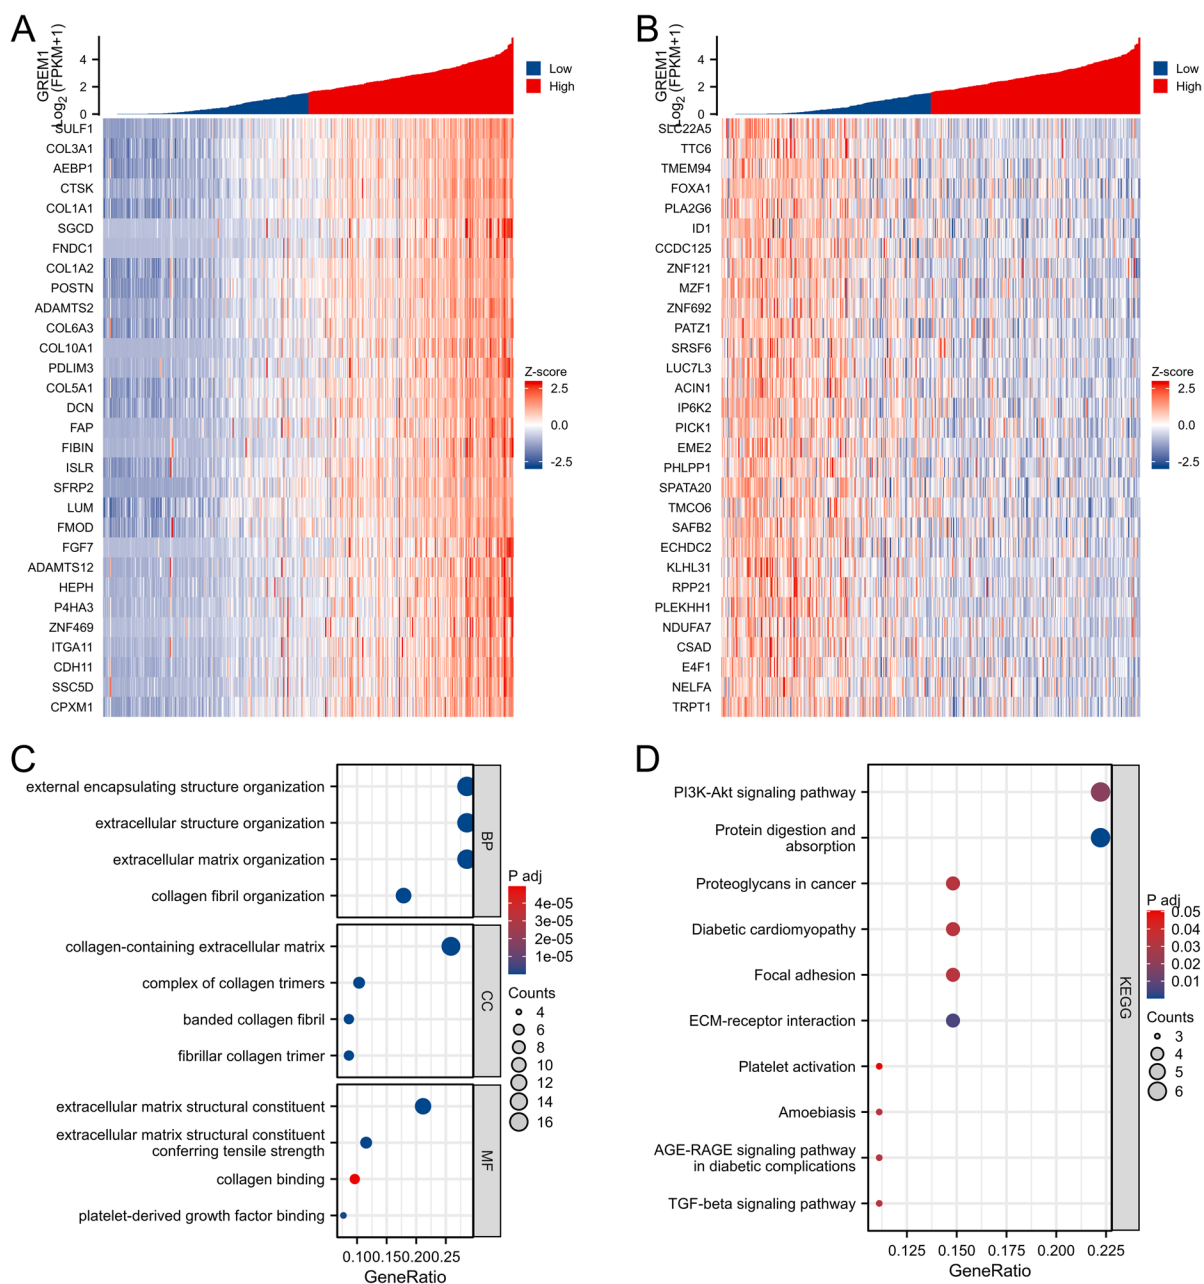 A
GREM1
Log2 (FPKM+1)
4
2
0
Low
High
SULF1
COL3A1
AEBP1
CTSK
COL1A1
SGCD
FNDC1
COL1A2
POSTN
ADAMTS2
COL6A3
COL10A1
PDLIM3
COL5A1
DCN
FAP
FIBIN
ISLR
SFRP2
LUM
FMOD
FGF7
ADAMTS12
HEPH
P4HA3
ZNF469
ITGA11
CDH11
SSC5D
CPXM1
Z-score
2.5
0.0
-2.5
B
GREM1
Log2 (FPKM+1)
4
2
0
Low
High
SLC22A5
TTC6
TMEM94
FOXA1
PLA2G6
ID1
CCDC125
ZNF121
MZF1
ZNF692
PATZ1
SRSF6
LUC7L3
ACIN1
IP6K2
PICK1
EME2
PHLPP1
SPATA20
TMCO6
SAFB2
ECHDC2
KLHL31
RPP21
PLEKHH1
NDUFA7
CSAD
E4F1
NELFA
TRPT1
Z-score
2.5
0.0
-2.5
C
external encapsulating structure organization
extracellular structure organization
extracellular matrix organization
collagen fibril organization
BP
collagen-containing extracellular matrix
complex of collagen trimers
banded collagen fibril
fibrillar collagen trimer
CC
extracellular matrix structural constituent
extracellular matrix structural constituent
conferring tensile strength
collagen binding
platelet-derived growth factor binding
MF
0.100 0.150 0.200 0.25
GeneRatio
P adj
4e-05
3e-05
2e-05
1e-05
Counts
4
6
8
10
12
14
16
D
PI3K-Akt signaling pathway
Protein digestion and
absorption
Proteoglycans in cancer
Diabetic cardiomyopathy
Focal adhesion
ECM-receptor interaction
Platelet activation
Amoebiasis
AGE-RAGE signaling pathway
in diabetic complications
TGF-beta signaling pathway
KEGG
0.125 0.150 0.175 0.200 0.225
GeneRatio
P adj
0.05
0.04
0.03
0.02
0.01
Counts
3
4
5
6